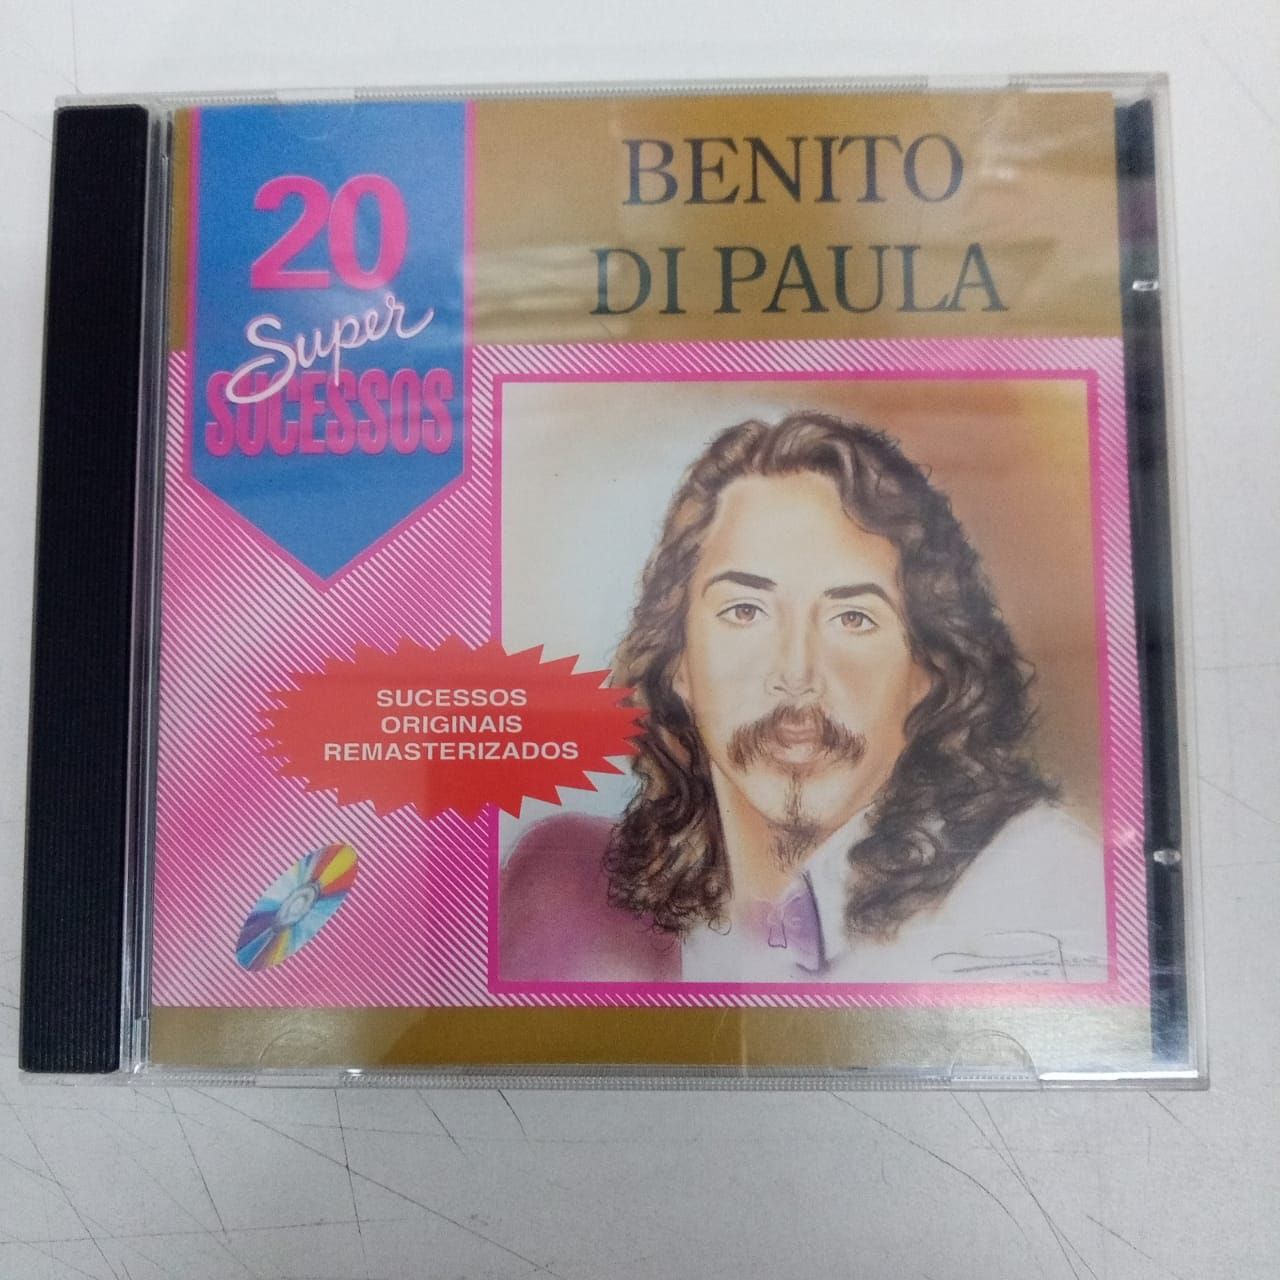 20
Super
SUCESSOS
BENITO
DI PAULA
SUCESSOS
ORIGINAIS
REMASTERIZADOS